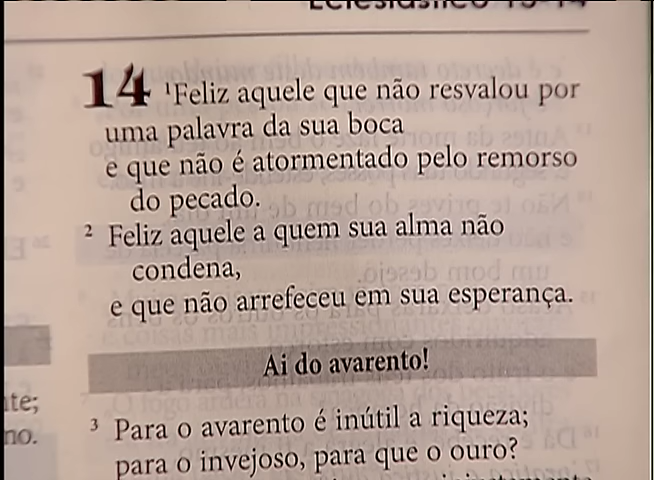 Eclesiástico 13-14
14 ¹Feliz aquele que não resvalou por
uma palavra da sua boca
e que não é atormentado pelo remorso
do pecado.
² Feliz aquele a quem sua alma não
condena,
e que não arrefeceu em sua esperança.
Ai do avarento!
³ Para o avarento é inútil a riqueza;
para o invejoso, para que o ouro?
no.